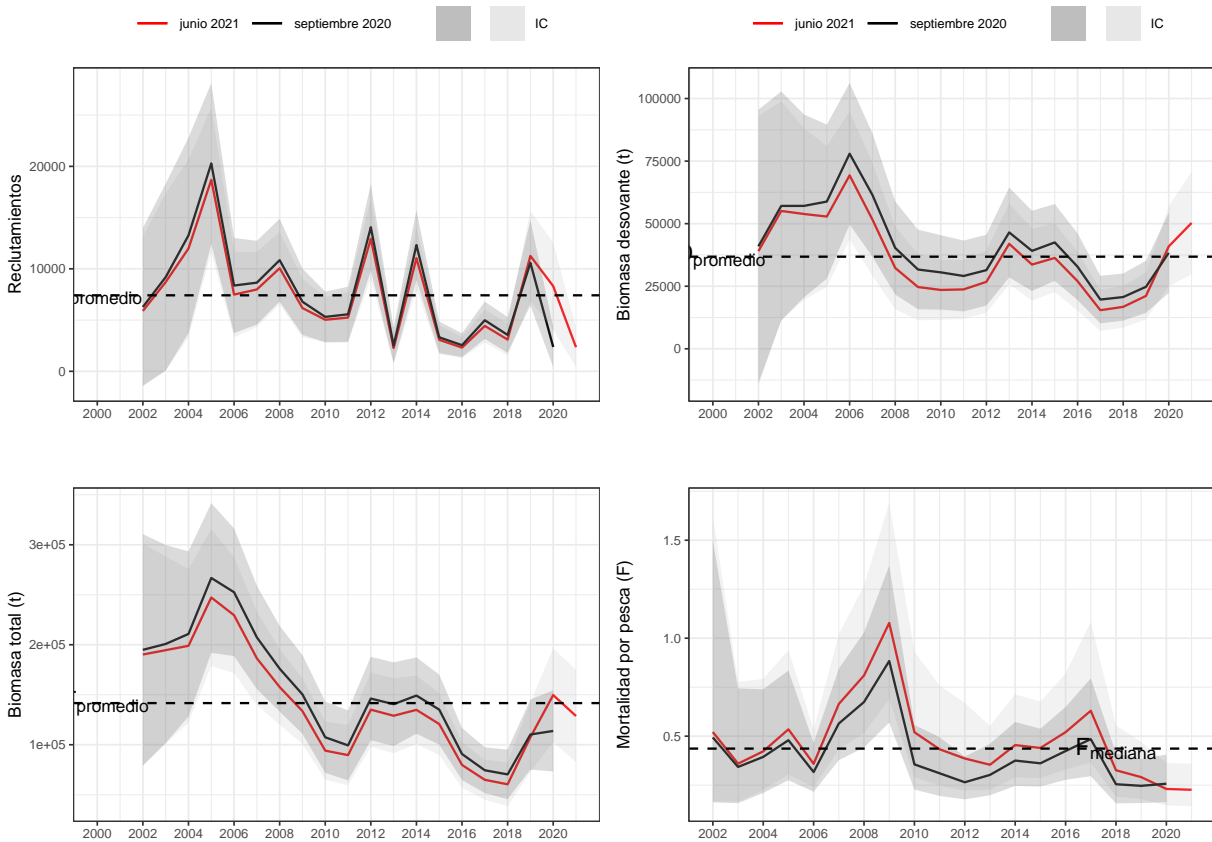 junio 2021 septiembre 2020 IC
junio 2021 septiembre 2020 IC
Reclutamientos
20000
10000
0
promedio
2000 2002 2004 2006 2008 2010 2012 2014 2016 2018 2020
Biomasa desovante (t)
100000
75000
50000
25000
0
promedio
2000 2002 2004 2006 2008 2010 2012 2014 2016 2018 2020
Biomasa total (t)
3e+05
2e+05
1e+05
promedio
2000 2002 2004 2006 2008 2010 2012 2014 2016 2018 2020
Mortalidad por pesca (F)
1.5
1.0
0.5
Fmediana
2002 2004 2006 2008 2010 2012 2014 2016 2018 2020